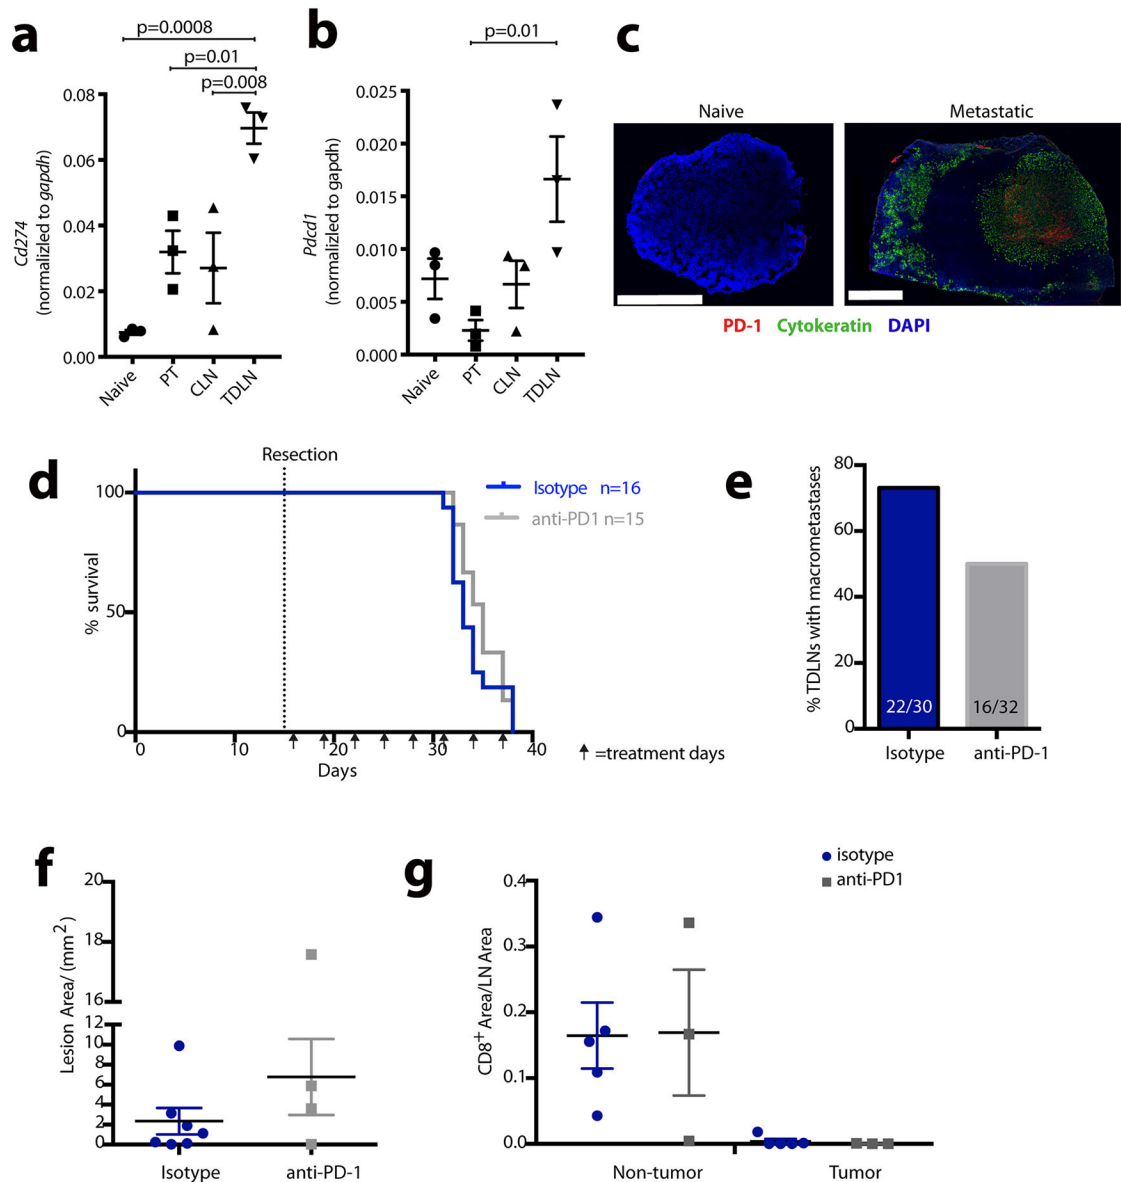 a
p=0.0008
p=0.01
p=0.008
Cd274
(normalizled to gapdh)
0.08
0.06
0.04
0.02
0.00
Naive
PT
CLN
TDLN
b
p=0.01
Pdcd1
(normalizled to gapdh)
0.025
0.020
0.015
0.010
0.005
0.000
Naive
PT
CLN
TDLN
c
Naive
Metastatic
PD-1 Cytokeratin DAPI
d
Resection
% survival
100
50
0
0 10 20 30 40
Days
Isotype n=16
anti-PD1 n=15
↑ =treatment days
e
% TDLNs with macrometastases
80
60
40
20
0
22/30
16/32
Isotype
anti-PD-1
f
Lesion Area/ (mm²)
20
18
16
12
10
8
6
4
2
0
Isotype
anti-PD-1
g
isotype
anti-PD1
CD8+ Area/LN Area
0.4
0.3
0.2
0.1
0.0
Non-tumor
Tumor